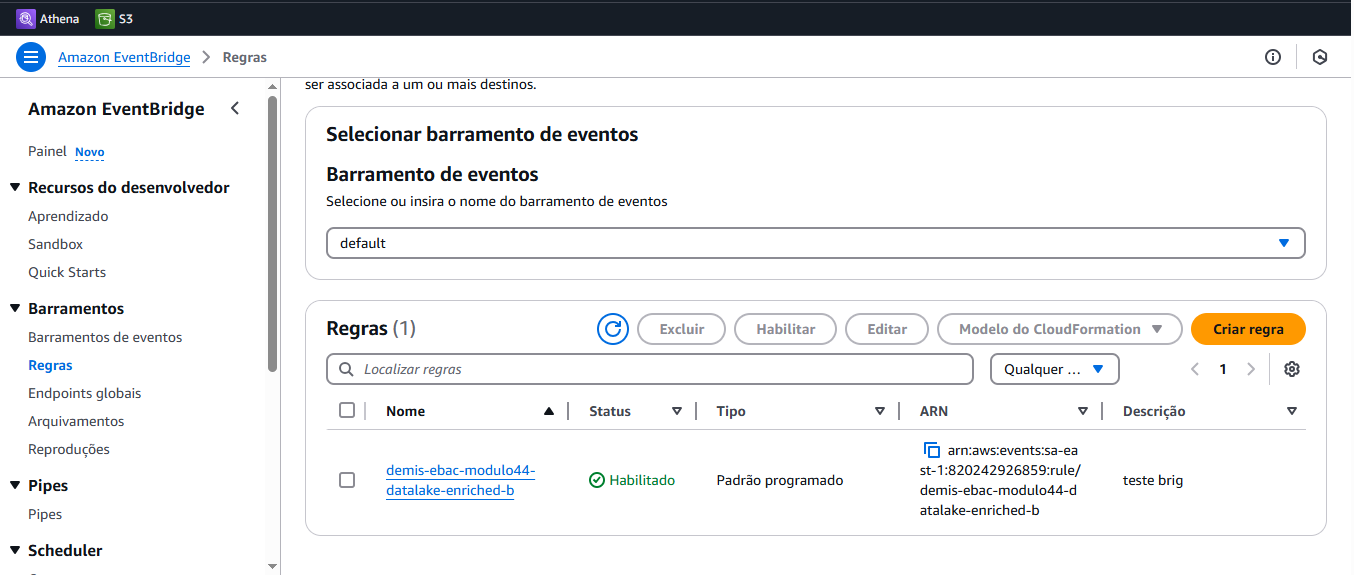 Athena S3
Amazon EventBridge > Regras
Amazon EventBridge
Painel Novo
Recursos do desenvolvedor
Aprendizado
Sandbox
Quick Starts
Barramentos
Barramentos de eventos
Regras
Endpoints globais
Arquivamentos
Reproduções
Pipes
Pipes
Scheduler
ser associada a um ou mais destinos.
Selecionar barramento de eventos
Barramento de eventos
Selecione ou insira o nome do barramento de eventos
default
Regras (1)
Excluir Habilitar Editar Modelo do CloudFormation Criar regra
Localizar regras Qualquer ... 1
Nome Status Tipo ARN Descrição
demis-ebac-modulo44-
datalake-enriched-b
Habilitado
Padrão programado
arn:aws:events:sa-ea
st-1:820242926859:rule/
demis-ebac-modulo44-d
atalake-enriched-b
teste brig